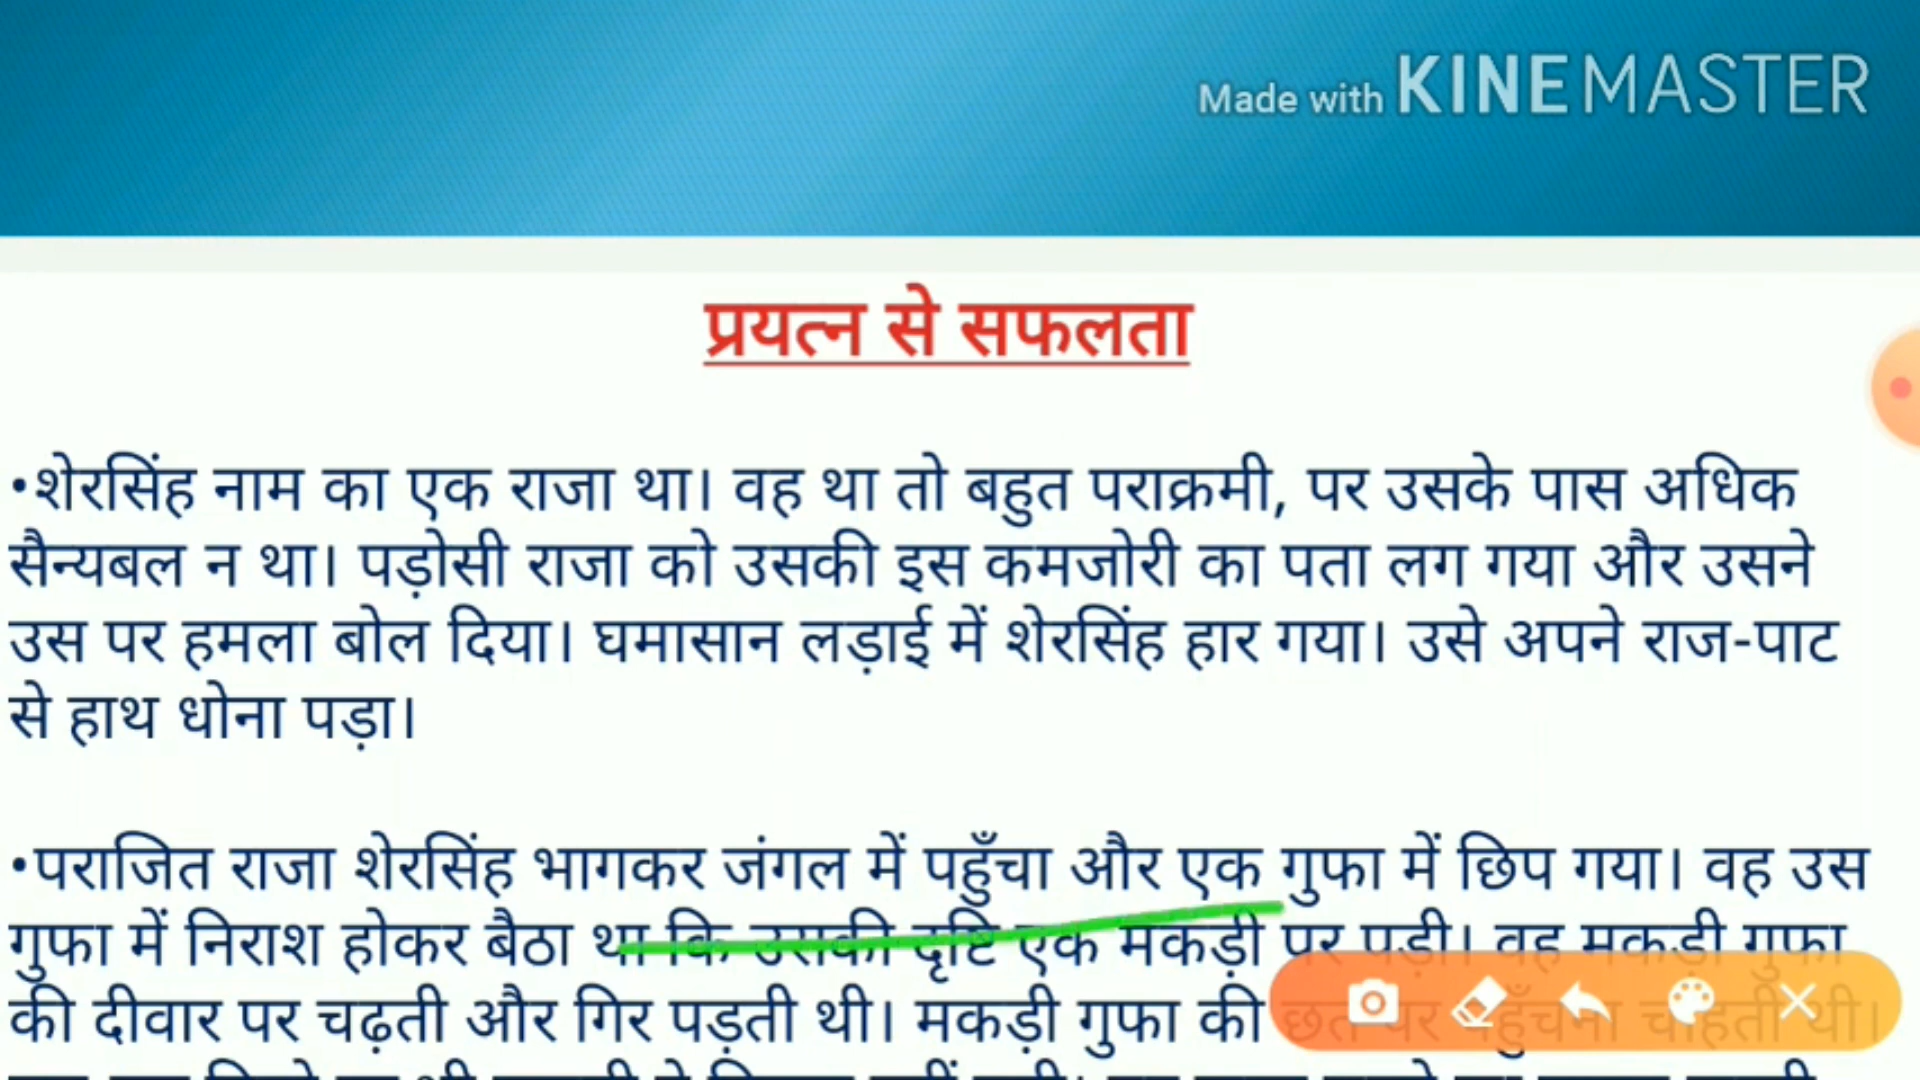 Made with KINEMASTER
प्रयत्न से सफलता
•शेरसिंह नाम का एक राजा था। वह था तो बहुत पराक्रमी, पर उसके पास अधिक
सैन्यबल न था। पड़ोसी राजा को उसकी इस कमजोरी का पता लग गया और उसने
उस पर हमला बोल दिया। घमासान लड़ाई में शेरसिंह हार गया। उसे अपने राज-पाट
से हाथ धोना पड़ा।
•पराजित राजा शेरसिंह भागकर जंगल में पहुँचा और एक गुफा में छिप गया। वह उस
गुफा में निराश होकर बैठा था कि उसकी दृष्टि एक मकड़ी पर पड़ी। वह मकड़ी गुफा
की दीवार पर चढ़ती और गिर पड़ती थी। मकड़ी गुफा की छत पर पहुँचना चाहती थी।